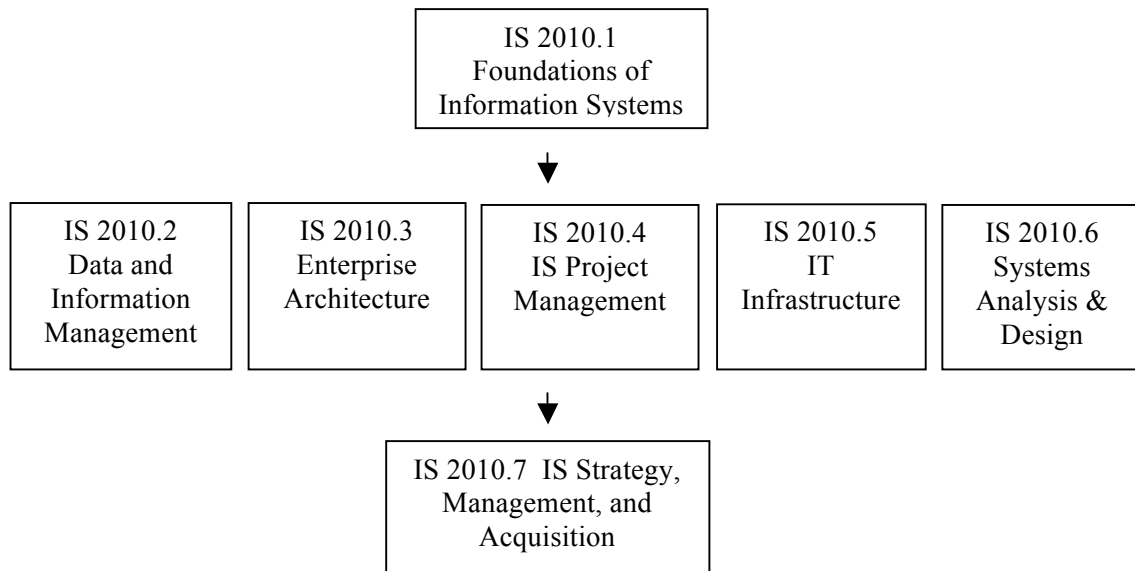 IS 2010.1
Foundations of
Information Systems
IS 2010.2
Data and
Information
Management
IS 2010.3
Enterprise
Architecture
IS 2010.4
IS Project
Management
IS 2010.5
IT
Infrastructure
IS 2010.6
Systems
Analysis &
Design
IS 2010.7 IS Strategy,
Management, and
Acquisition